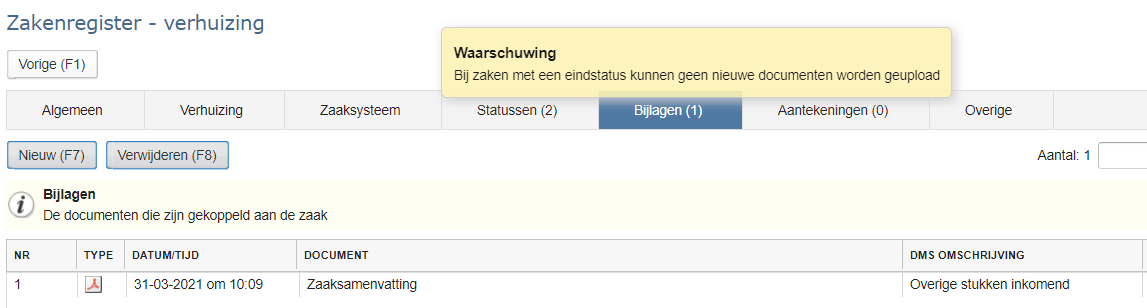 Zakenregister - verhuizing
Waarschuwing
Bij zaken met een eindstatus kunnen geen nieuwe documenten worden geupload
Vorige (F1)
Algemeen Verhuizing Zaaksysteem Statussen (2) Bijlagen (1) Aantekeningen (0) Overige
Nieuw (F7) Verwijderen (F8) Aantal: 1
Bijlagen
De documenten die zijn gekoppeld aan de zaak
NR TYPE DATUM/TIJD DOCUMENT DMS OMSCHRIJVING
1 31-03-2021 om 10:09 Zaaksamenvatting Overige stukken inkomend